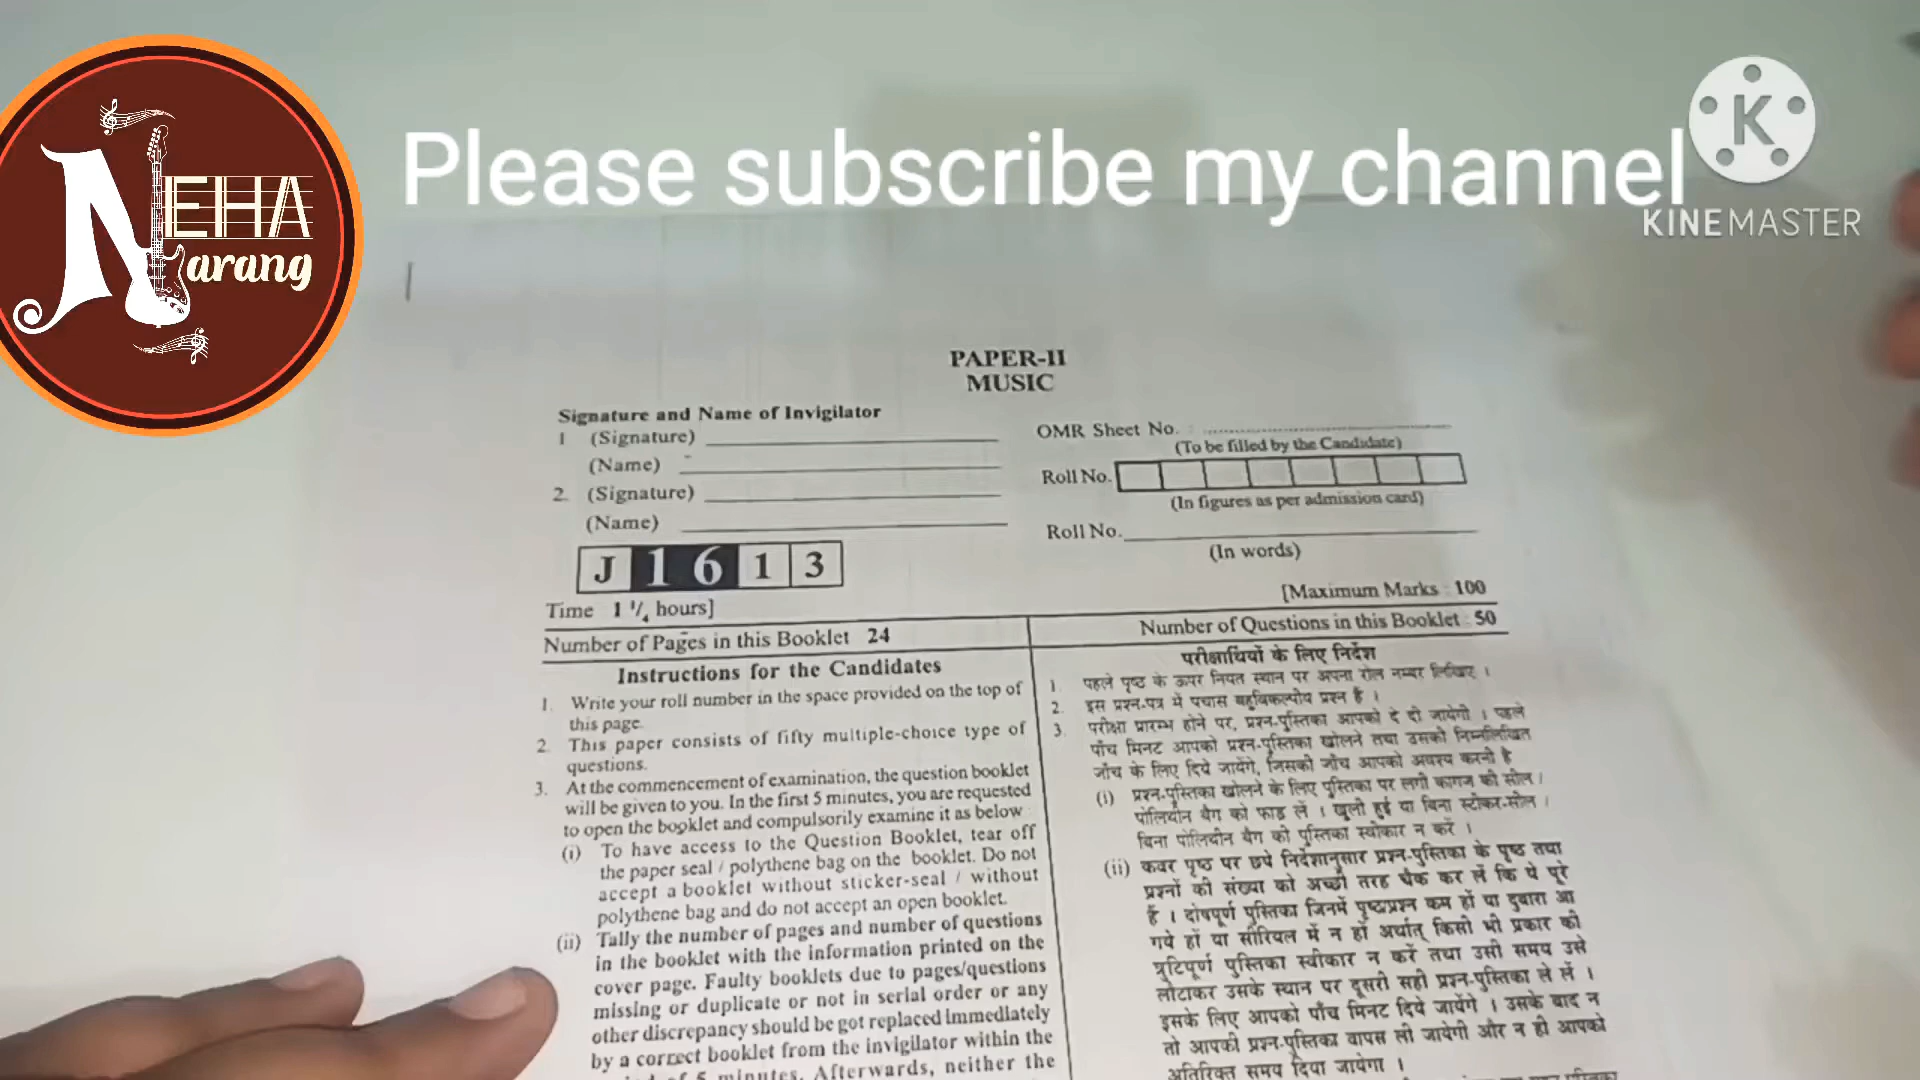 NEHA
Narang
Please subscribe my channel
K
KINEMASTER
PAPER-II
MUSIC
Signature and Name of Invigilator
1 (Signature)
(Name)
2. (Signature)
(Name)
OMR Sheet No. :
(To be filled by the Candidate)
Roll No.
(In figures as per admission card)
Roll No.
(In words)
J 1 6 1 3
Time 1 1/4 hours]
[Maximum Marks : 100
Number of Pages in this Booklet 24
Number of Questions in this Booklet : 50
Instructions for the Candidates
1. Write your roll number in the space provided on the top of
this page.
2. This paper consists of fifty multiple-choice type of
questions.
3. At the commencement of examination, the question booklet
will be given to you. In the first 5 minutes, you are requested
to open the booklet and compulsorily examine it as below
(i) To have access to the Question Booklet, tear off
the paper seal / polythene bag on the booklet. Do not
accept a booklet without sticker-seal / without
polythene bag and do not accept an open booklet.
(ii) Tally the number of pages and number of questions
in the booklet with the information printed on the
cover page. Faulty booklets due to pages/questions
missing or duplicate or not in serial order or any
other discrepancy should be got replaced immediately
by a correct booklet from the invigilator within the
of 5 minutes. Afterwards, neither the
परीक्षार्थियों के लिए निर्देश
1. पहले पृष्ठ के ऊपर नियत स्थान पर अपना रोल नम्बर लिखिए ।
2. इस प्रश्न-पत्र में पचास बहुविकल्पीय प्रश्न हैं ।
3. परीक्षा प्रारम्भ होने पर, प्रश्न-पुस्तिका आपको दे दी जायेगी । पहले
पाँच मिनट आपको प्रश्न-पुस्तिका खोलने तथा उसकी निम्नलिखित
जाँच के लिए दिये जायेंगे, जिसकी जाँच आपको अवश्य करनी है
(i) प्रश्न-पुस्तिका खोलने के लिए पुस्तिका पर लगी कागज की सील /
पोलिथीन बैग को फाड़ लें । खुली हुई या बिना स्टीकर-सील /
बिना पोलिथीन बैग की पुस्तिका स्वीकार न करें ।
(ii) कवर पृष्ठ पर छपे निर्देशानुसार प्रश्न-पुस्तिका के पृष्ठ तथा
प्रश्नों की संख्या को अच्छी तरह चैक कर लें कि ये पूरे
हैं । दोषपूर्ण पुस्तिका जिनमें पृष्ठ/प्रश्न कम हों या दुबारा आ
गये हों या सीरियल में न हों अर्थात् किसी भी प्रकार की
त्रुटिपूर्ण पुस्तिका स्वीकार न करें तथा उसी समय उसे
लौटाकर उसके स्थान पर दूसरी सही प्रश्न-पुस्तिका ले लें ।
इसके लिए आपको पाँच मिनट दिये जायेंगे । उसके बाद न
तो आपकी प्रश्न-पुस्तिका वापस ली जायेगी और न ही आपको
अतिरिक्त समय दिया जायेगा ।